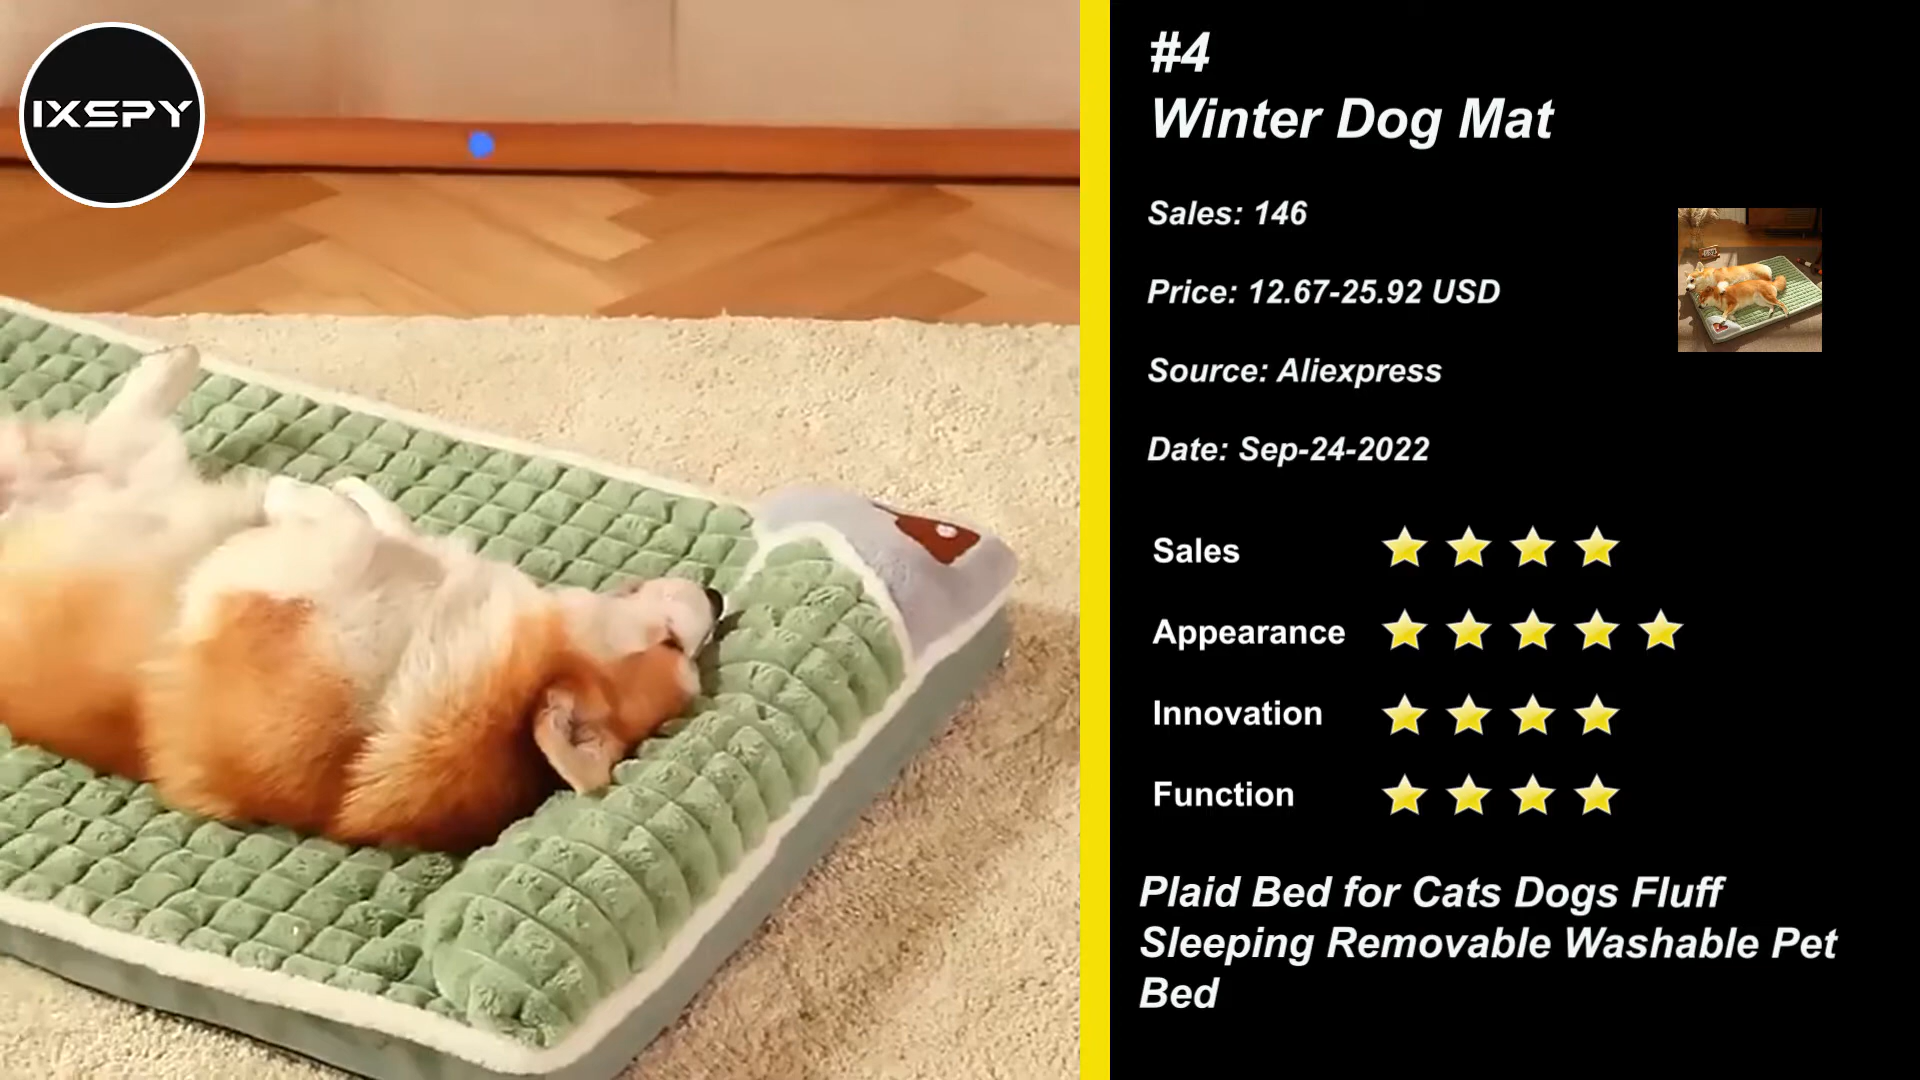 IXSPY
#4
Winter Dog Mat
Sales: 146
Price: 12.67-25.92 USD
Source: Aliexpress
Date: Sep-24-2022
Sales
Appearance
Innovation
Function
Plaid Bed for Cats Dogs Fluff
Sleeping Removable Washable Pet
Bed